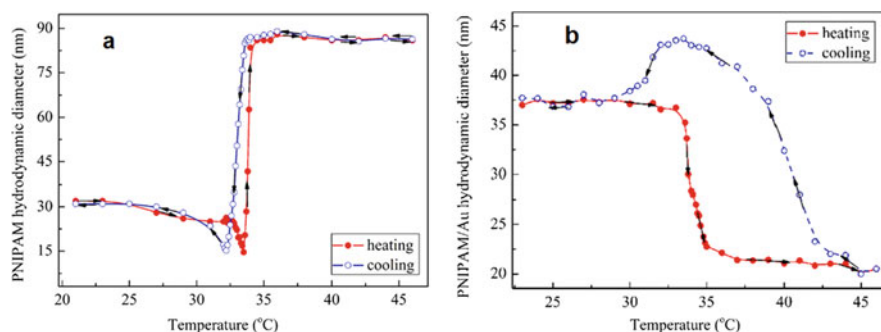 a
PNIPAM hydrodynamic diameter (nm)
90
75
60
45
30
15
heating
cooling
20 25 30 35 40 45
Temperature (°C)
b
PNIPAM/Au hydrodynamic diameter (nm)
45
40
35
30
25
20
heating
cooling
25 30 35 40 45
Temperature (°C)